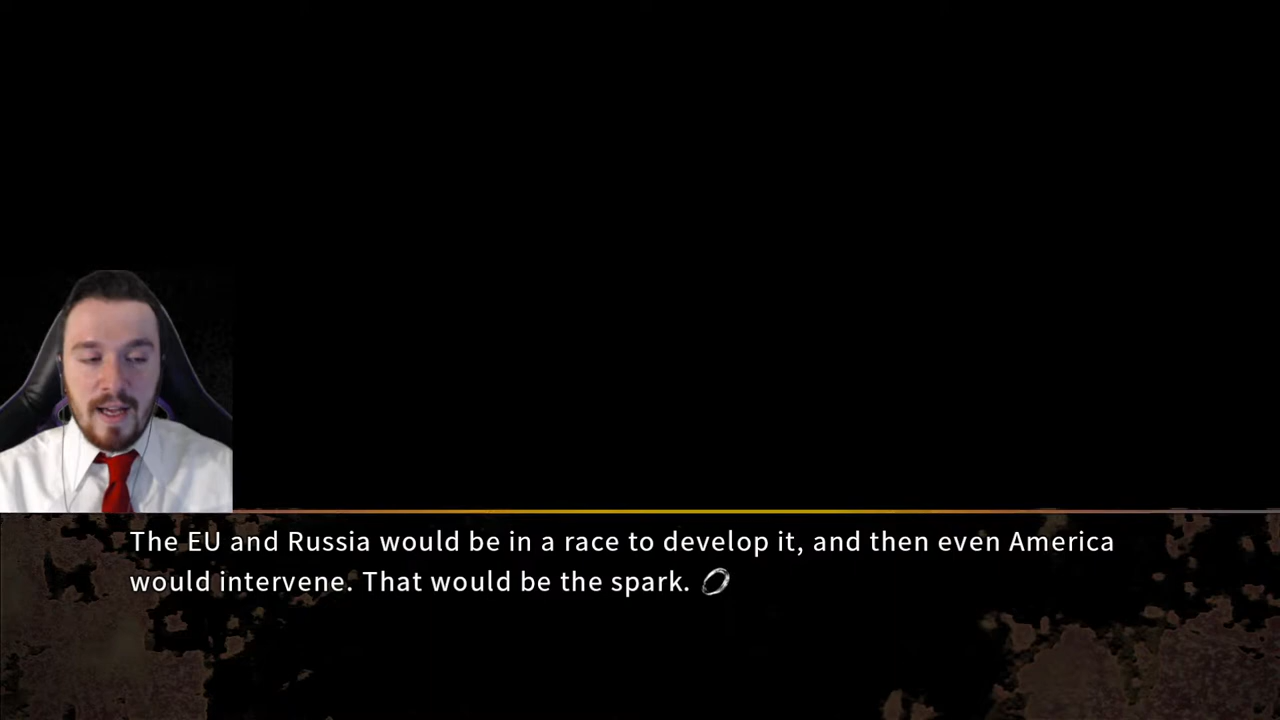 The EU and Russia would be in a race to develop it, and then even America
would intervene. That would be the spark.